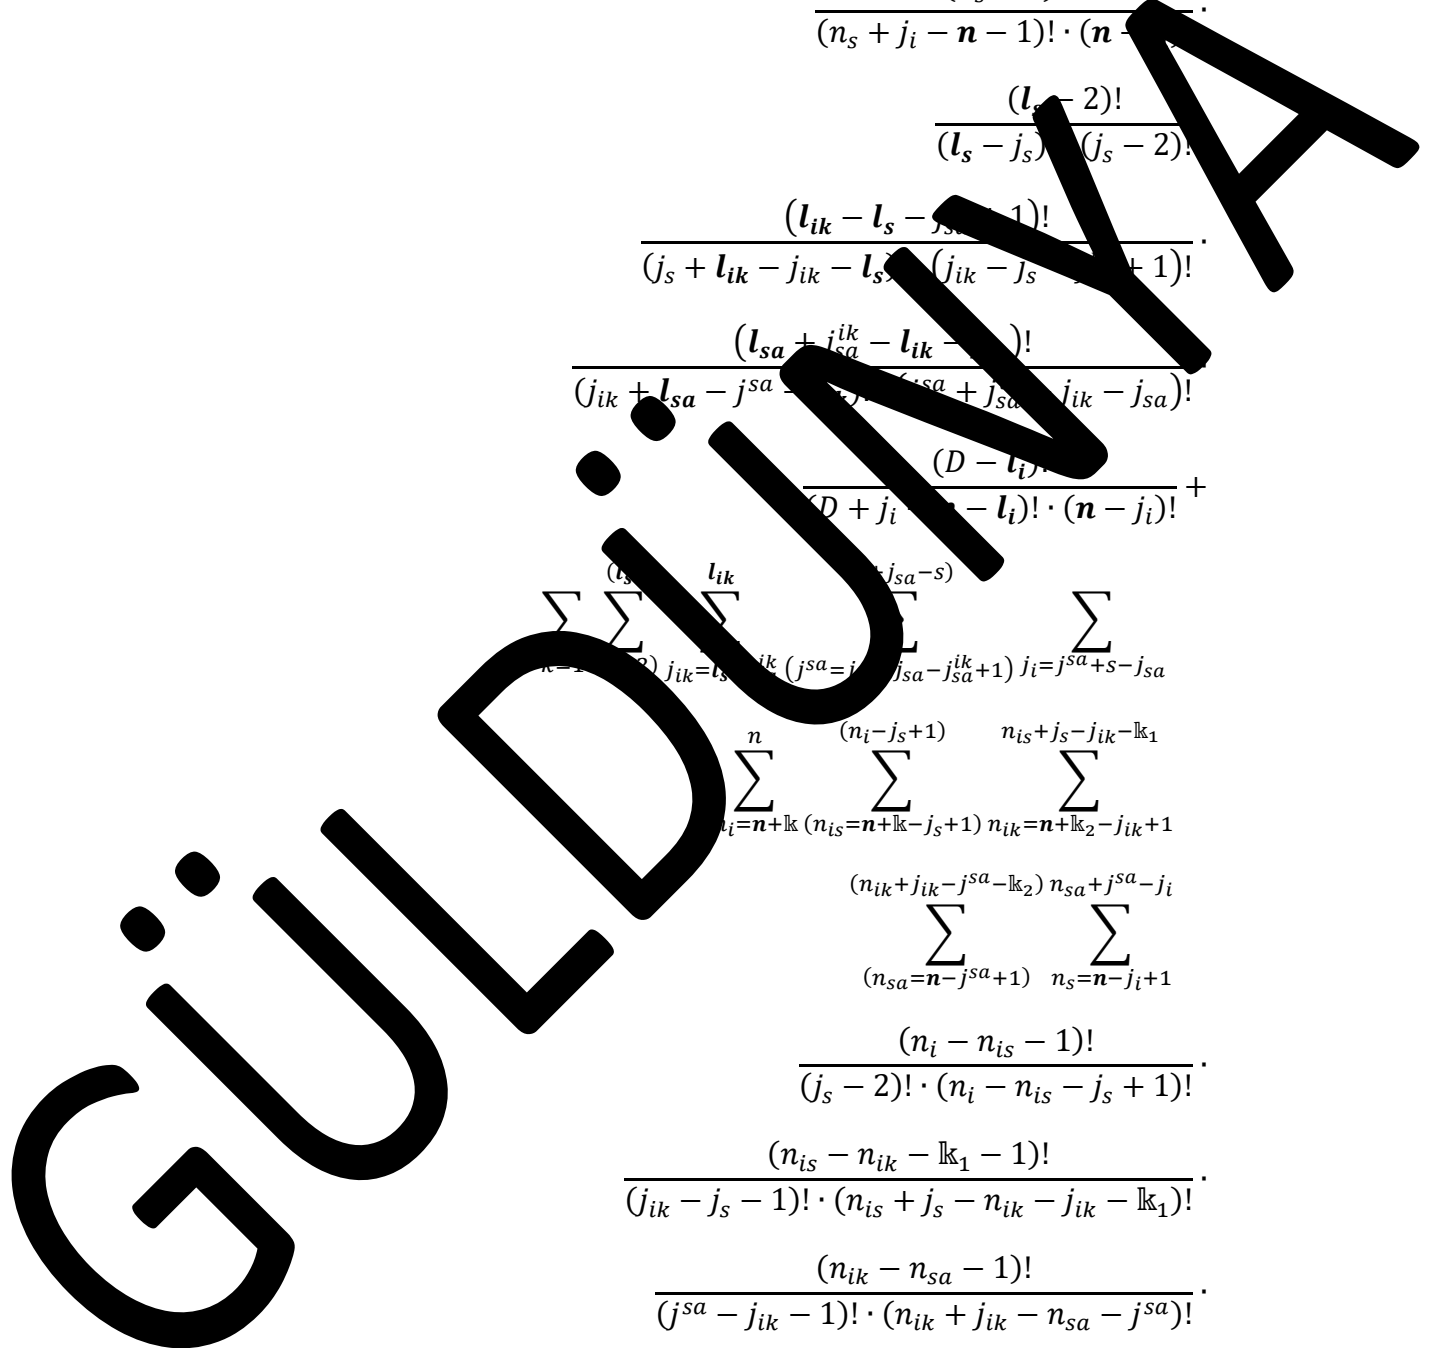 (n_s + j_i − n − 1)! · (n −
(l_s − 2)!
(l_s − j_s) (j_s − 2)!
(l_ik − l_s − 1)!
(j_s + l_ik − j_ik − l_s) (j_ik − j_s + 1)! ·
(l_sa + j_sa^ik − l_ik − )!
(j_ik + l_sa − j^sa − j^sa + j_sa j_ik − j_sa)!
(D − l_i)!
(D + j_i − l_i)! · (n − j_i)! +
l_ik +j_sa−s)
∑ ∑ ∑ ∑ ∑
j_ik=l_s (j^sa=j j_sa−j_sa^ik+1) j_i=j^sa+s−j_sa
n (n_i−j_s+1) n_is+j_s−j_ik−𝕜_1
∑ ∑ ∑
n_i=n+𝕜 (n_is=n+𝕜−j_s+1) n_ik=n+𝕜_2−j_ik+1
(n_ik+j_ik−j^sa−𝕜_2) n_sa+j^sa−j_i
∑ ∑
(n_sa=n−j^sa+1) n_s=n−j_i+1
(n_i − n_is − 1)!
(j_s − 2)! · (n_i − n_is − j_s + 1)! ·
(n_is − n_ik − 𝕜_1 − 1)!
(j_ik − j_s − 1)! · (n_is + j_s − n_ik − j_ik − 𝕜_1)! ·
(n_ik − n_sa − 1)!
(j^sa − j_ik − 1)! · (n_ik + j_ik − n_sa − j^sa)! ·
GÜLDÜNYA